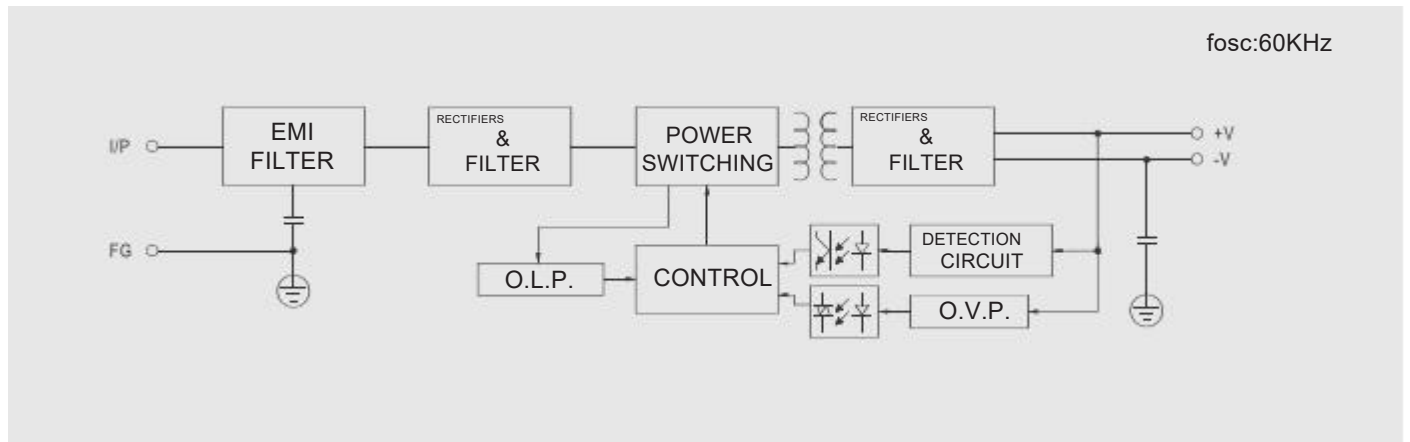 fosc:60KHz
I/P
EMI
FILTER
RECTIFIERS
&
FILTER
POWER
SWITCHING
RECTIFIERS
&
FILTER
+V
-V
FG
O.L.P.
CONTROL
DETECTION
CIRCUIT
O.V.P.